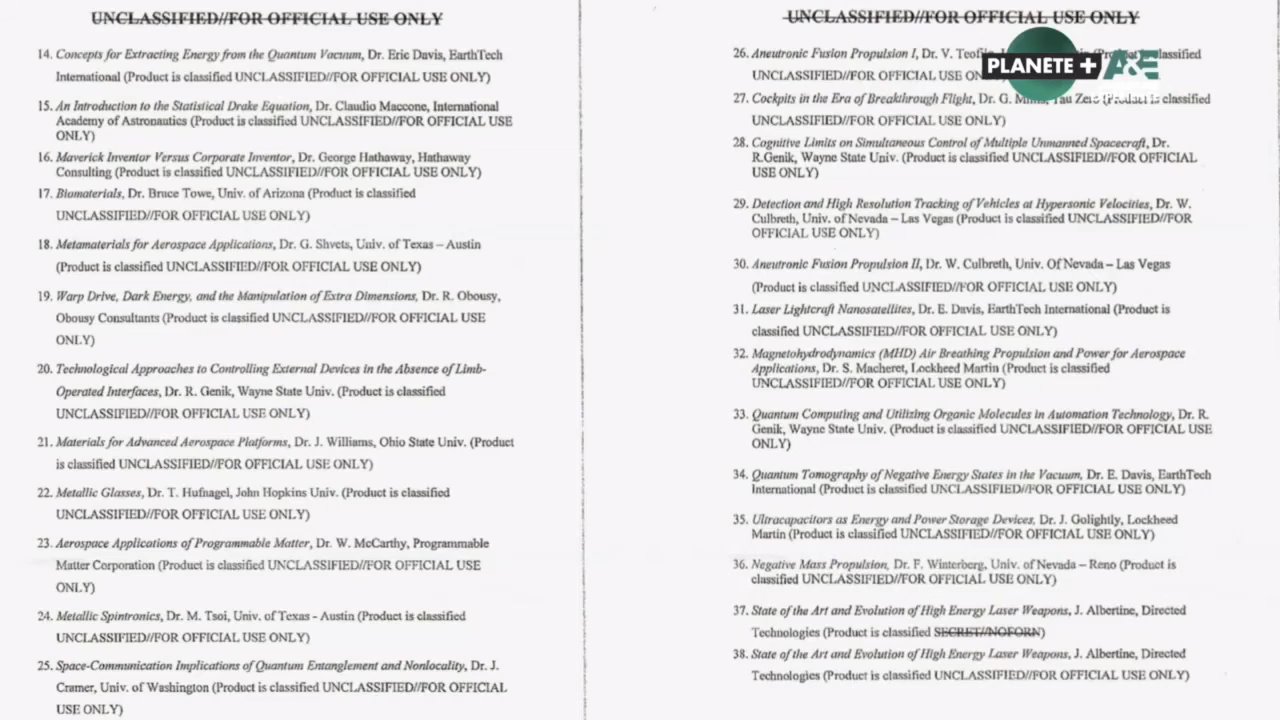 UNCLASSIFIED//FOR OFFICIAL USE ONLY
14. Concepts for Extracting Energy from the Quantum Vacuum, Dr. Eric Davis, EarthTech
International (Product is classified UNCLASSIFIED//FOR OFFICIAL USE ONLY)
15. An Introduction to the Statistical Drake Equation, Dr. Claudio Maccone, International
Academy of Astronautics (Product is classified UNCLASSIFIED//FOR OFFICIAL USE
ONLY)
16. Maverick Inventor Versus Corporate Inventor, Dr. George Hathaway, Hathaway
Consulting (Product is classified UNCLASSIFIED//FOR OFFICIAL USE ONLY)
17. Biomaterials, Dr. Bruce Towe, Univ. of Arizona (Product is classified
UNCLASSIFIED//FOR OFFICIAL USE ONLY)
18. Metamaterials for Aerospace Applications, Dr. G. Shvets, Univ. of Texas – Austin
(Product is classified UNCLASSIFIED//FOR OFFICIAL USE ONLY)
19. Warp Drive, Dark Energy, and the Manipulation of Extra Dimensions, Dr. R. Obousy,
Obousy Consultants (Product is classified UNCLASSIFIED//FOR OFFICIAL USE
ONLY)
20. Technological Approaches to Controlling External Devices in the Absence of Limb-
Operated Interfaces, Dr. R. Genik, Wayne State Univ. (Product is classified
UNCLASSIFIED//FOR OFFICIAL USE ONLY)
21. Materials for Advanced Aerospace Platforms, Dr. J. Williams, Ohio State Univ. (Product
is classified UNCLASSIFIED//FOR OFFICIAL USE ONLY)
22. Metallic Glasses, Dr. T. Hufnagel, John Hopkins Univ. (Product is classified
UNCLASSIFIED//FOR OFFICIAL USE ONLY)
23. Aerospace Applications of Programmable Matter, Dr. W. McCarthy, Programmable
Matter Corporation (Product is classified UNCLASSIFIED//FOR OFFICIAL USE
ONLY)
24. Metallic Spintronics, Dr. M. Tsoi, Univ. of Texas - Austin (Product is classified
UNCLASSIFIED//FOR OFFICIAL USE ONLY)
25. Space-Communication Implications of Quantum Entanglement and Nonlocality, Dr. J.
Cramer, Univ. of Washington (Product is classified UNCLASSIFIED//FOR OFFICIAL
USE ONLY)
UNCLASSIFIED//FOR OFFICIAL USE ONLY
26. Aneutronic Fusion Propulsion I, Dr. V. classified
UNCLASSIFIED//FOR OFFICIAL USE
PLANETE+ A&E
27. Cockpits in the Era of Breakthrough Flight, Dr. G. Tau Zero (Product is classified
UNCLASSIFIED//FOR OFFICIAL USE ONLY)
28. Cognitive Limits on Simultaneous Control of Multiple Unmanned Spacecraft, Dr.
R.Genik, Wayne State Univ. (Product is classified UNCLASSIFIED//FOR OFFICIAL
USE ONLY)
29. Detection and High Resolution Tracking of Vehicles at Hypersonic Velocities, Dr. W.
Culbreth, Univ. of Nevada – Las Vegas (Product is classified UNCLASSIFIED//FOR
OFFICIAL USE ONLY)
30. Aneutronic Fusion Propulsion II, Dr. W. Culbreth, Univ. Of Nevada – Las Vegas
(Product is classified UNCLASSIFIED//FOR OFFICIAL USE ONLY)
31. Laser Lightcraft Nanosatellites, Dr. E. Davis, EarthTech International (Product is
classified UNCLASSIFIED//FOR OFFICIAL USE ONLY)
32. Magnetohydrodynamics (MHD) Air Breathing Propulsion and Power for Aerospace
Applications, Dr. S. Macheret, Lockheed Martin (Product is classified
UNCLASSIFIED//FOR OFFICIAL USE ONLY)
33. Quantum Computing and Utilizing Organic Molecules in Automation Technology, Dr. R.
Genik, Wayne State Univ. (Product is classified UNCLASSIFIED//FOR OFFICIAL USE
ONLY)
34. Quantum Tomography of Negative Energy States in the Vacuum, Dr. E. Davis, EarthTech
International (Product is classified UNCLASSIFIED//FOR OFFICIAL USE ONLY)
35. Ultracapacitors as Energy and Power Storage Devices, Dr. J. Golightly, Lockheed
Martin (Product is classified UNCLASSIFIED//FOR OFFICIAL USE ONLY)
36. Negative Mass Propulsion, Dr. F. Winterberg, Univ. of Nevada – Reno (Product is
classified UNCLASSIFIED//FOR OFFICIAL USE ONLY)
37. State of the Art and Evolution of High Energy Laser Weapons, J. Albertine, Directed
Technologies (Product is classified SECRET//NOFORN)
38. State of the Art and Evolution of High Energy Laser Weapons, J. Albertine, Directed
Technologies (Product is classified UNCLASSIFIED//FOR OFFICIAL USE ONLY)